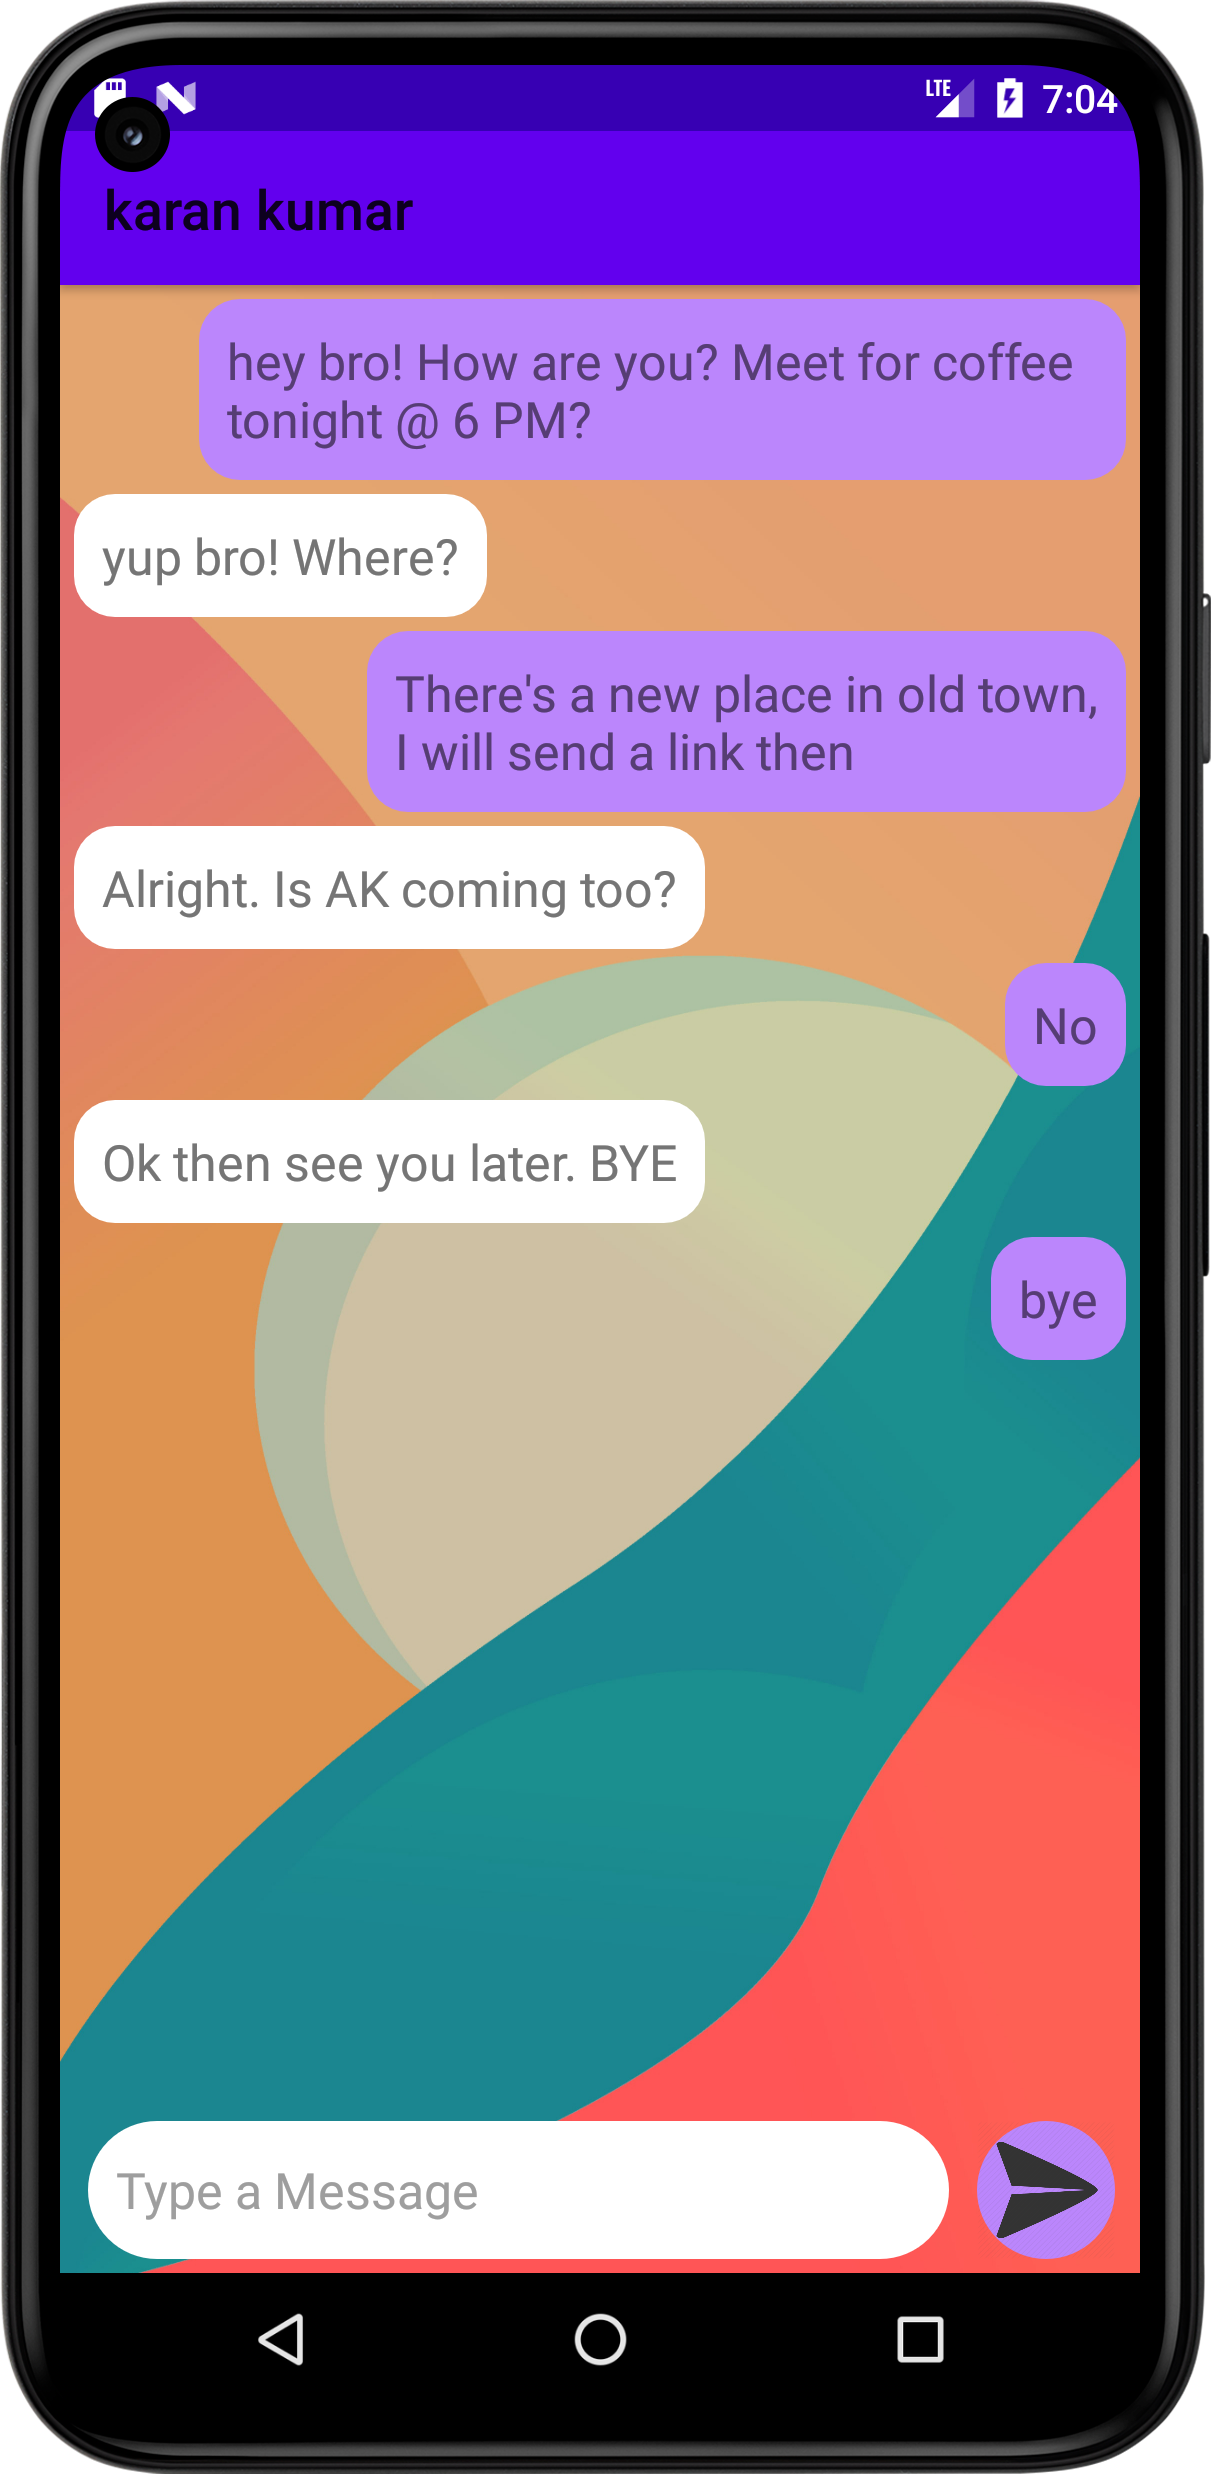 LTE 7:04
karan kumar
hey bro! How are you? Meet for coffee
tonight @ 6 PM?
yup bro! Where?
There's a new place in old town,
I will send a link then
Alright. Is AK coming too?
No
Ok then see you later. BYE
bye
Type a Message